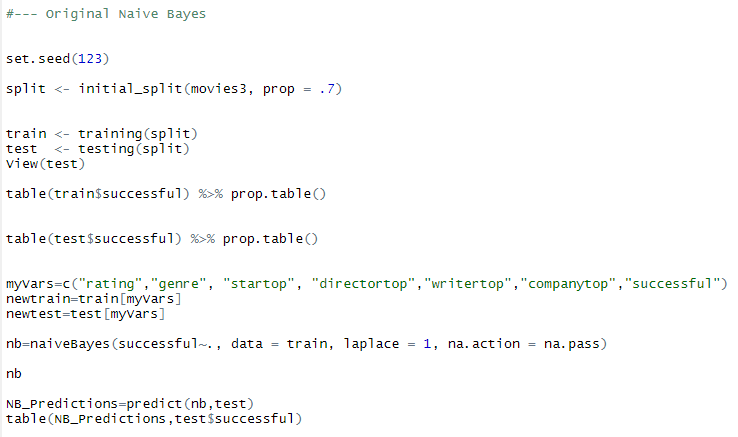 #--- Original Naive Bayes
set.seed(123)
split <- initial_split(movies3, prop = .7)
train <- training(split)
test  <- testing(split)
View(test)
table(train$successful) %>% prop.table()
table(test$successful) %>% prop.table()
myVars=c("rating","genre", "startop", "directortop","writertop","companytop","successful")
newtrain=train[myVars]
newtest=test[myVars]
nb=naiveBayes(successful~., data = train, laplace = 1, na.action = na.pass)
nb
NB_Predictions=predict(nb,test)
table(NB_Predictions,test$successful)